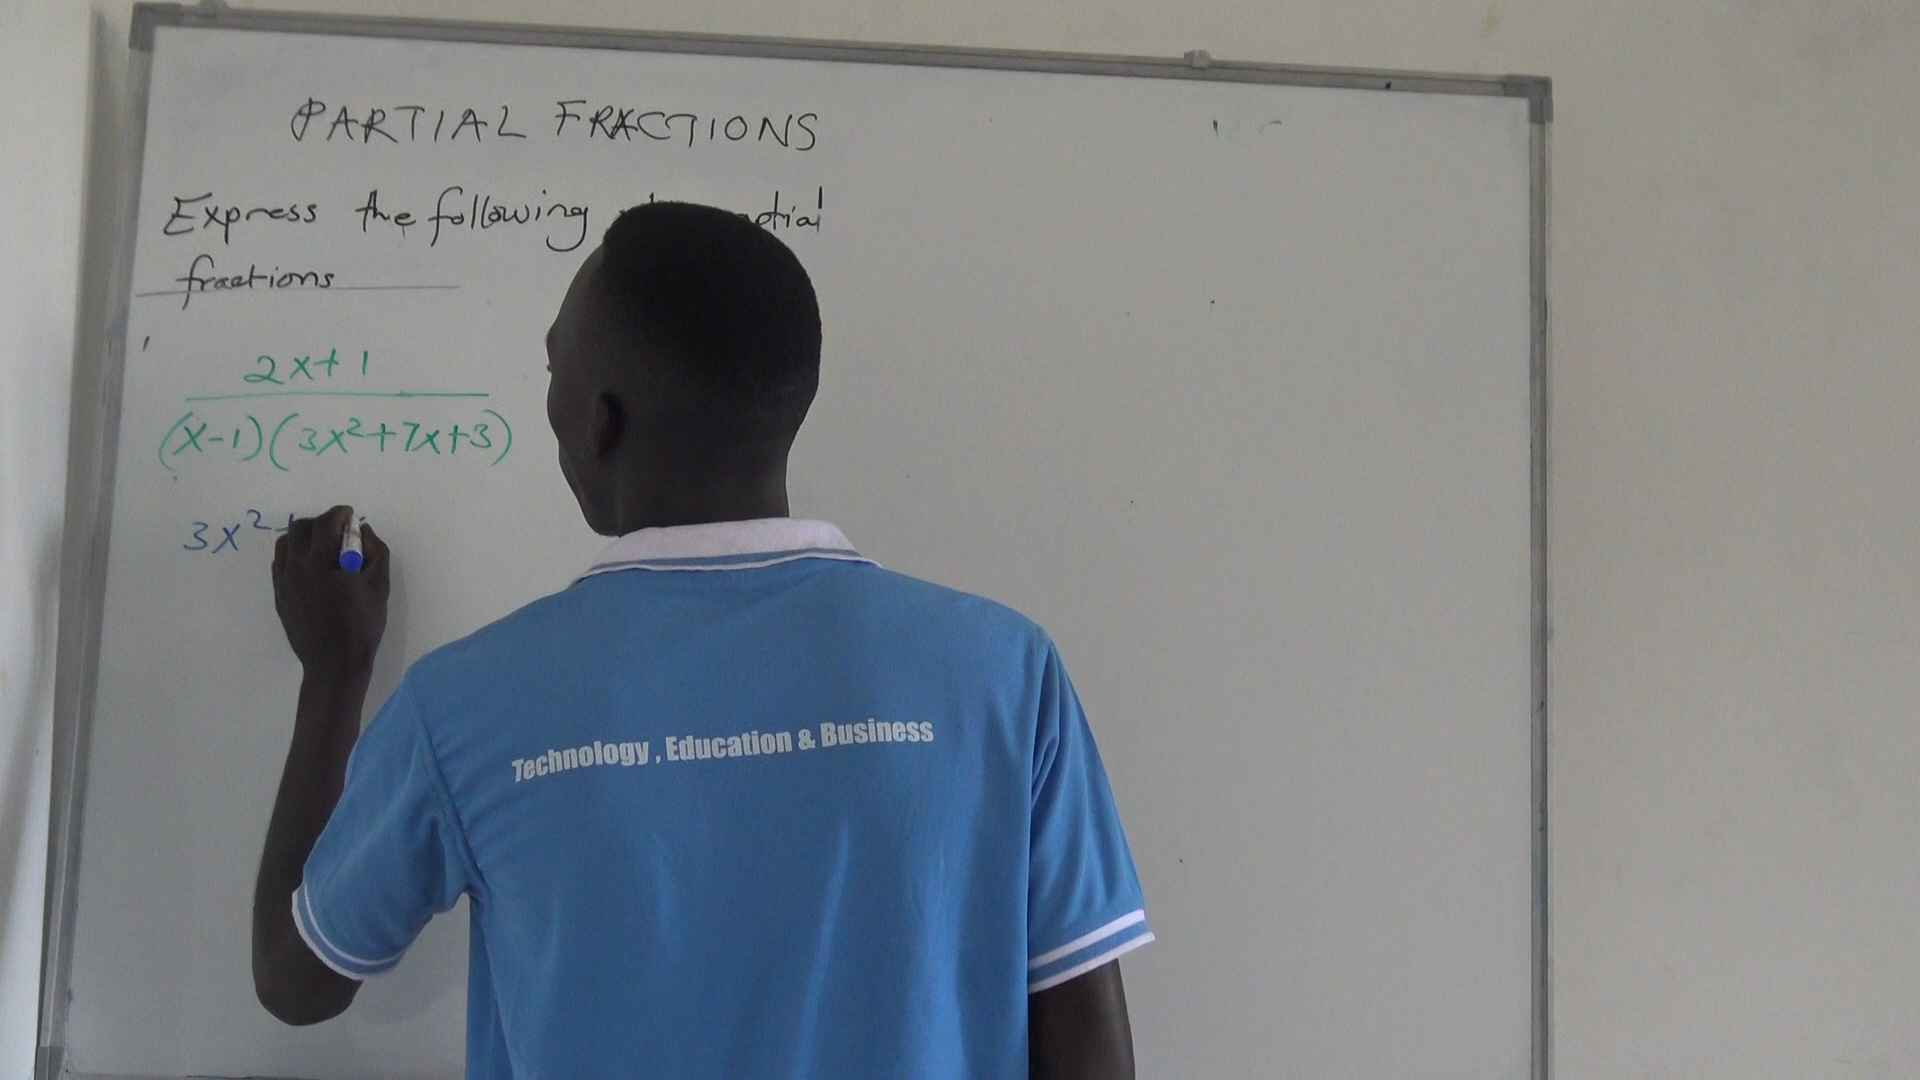 PARTIAL FRACTIONS
Express the following
fractions
2x+1
(x-1)(3x²+7x+3)
3x²+
Technology , Education & Business